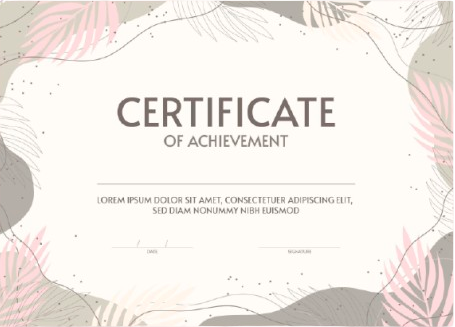 CERTIFICATE
OF ACHIEVEMENT
LOREM IPSUM DOLOR SIT AMET, CONSECTETUER ADIPISCING ELIT,
SED DIAM NONUMMY NIBH EUISMOD
/ /
DATE SIGNATURE